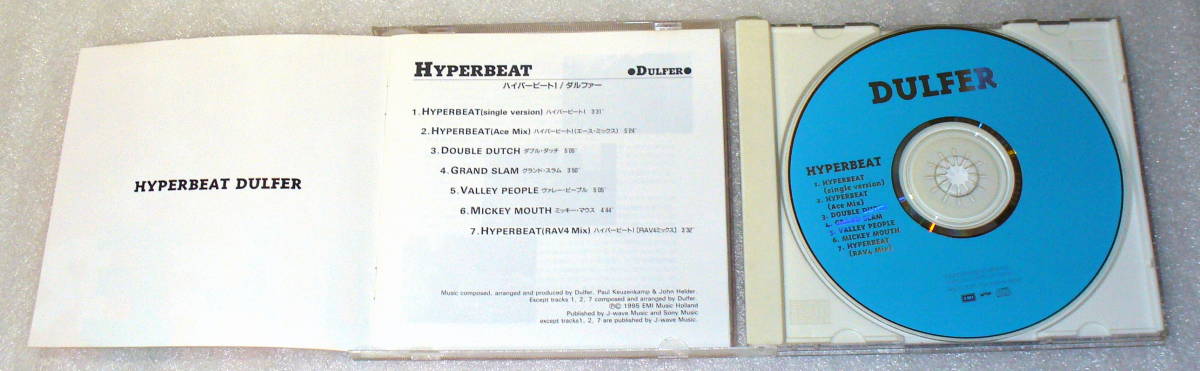 HYPERBEAT DULFER
HYPERBEAT ●DULFER●
ハイパービート! / ダルファー
1. HYPERBEAT(single version) ハイパービート! 3'31"
2. HYPERBEAT(Ace Mix) ハイパービート!(エース・ミックス) 5'24"
3. DOUBLE DUTCH ダブル・ダッチ 5'05"
4. GRAND SLAM グランド・スラム 3'50"
5. VALLEY PEOPLE ヴァレー・ピープル 5'05"
6. MICKEY MOUTH ミッキー・マウス 4'44"
7. HYPERBEAT(RAV4 Mix) ハイパービート! [RAV4ミックス] 3'32"
Music composed, arranged and produced by Dulfer, Paul Keuzenkamp & John Helder.
Except tracks 1, 2, 7 composed and arranged by Dulfer.
Ⓟ© 1995 EMI Music Holland
Published by J-wave Music and Sony Music
except tracks1, 2, 7 are published by J-wave Music.
DULFER
HYPERBEAT
1. HYPERBEAT
(single version)
2. HYPERBEAT
(Ace Mix)
3. DOUBLE DUTCH
4. GRAND SLAM
5. VALLEY PEOPLE
6. MICKEY MOUTH
7. HYPERBEAT
(RAV4 Mix)
EMI